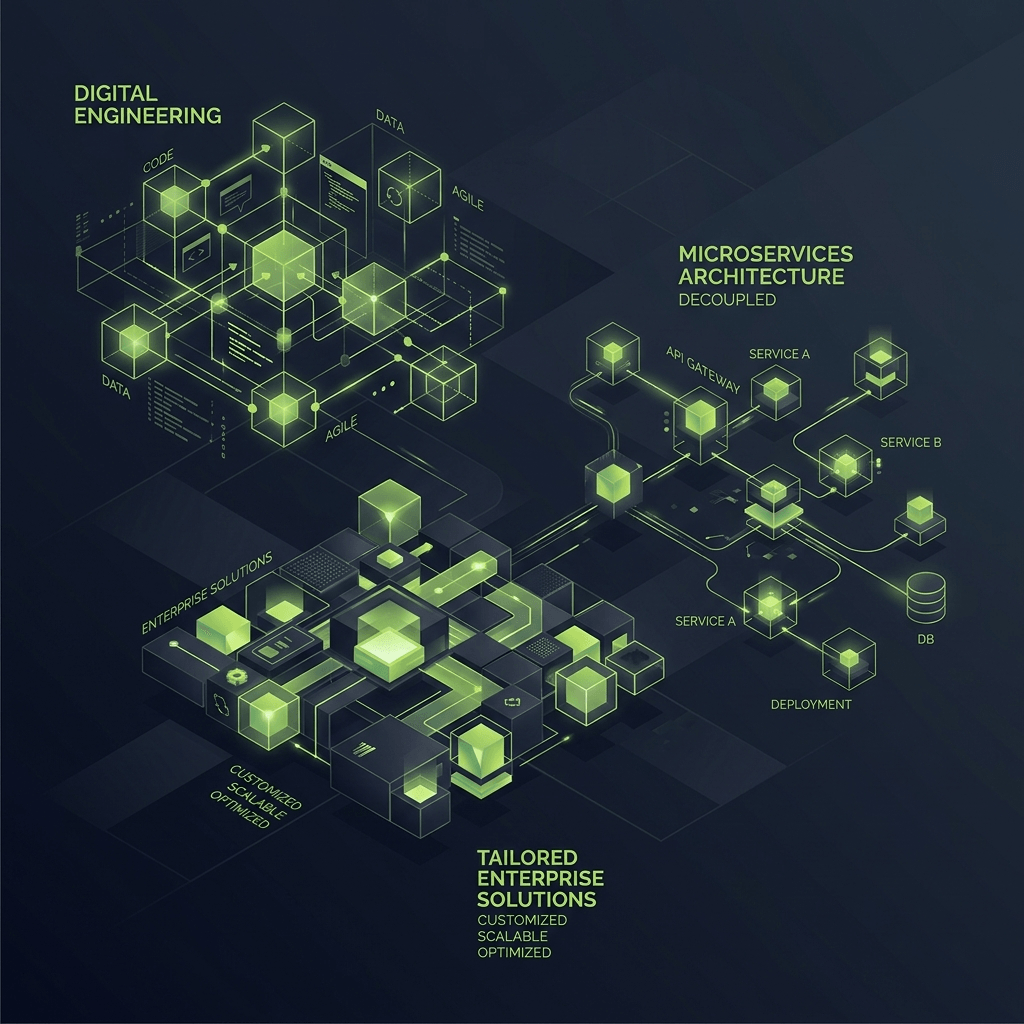 DIGITAL
ENGINEERING
CODE
DATA
AGILE
DATA
AGILE
MICROSERVICES
ARCHITECTURE
DECOUPLED
API GATEWAY
SERVICE A
SERVICE B
SERVICE A
DB
DEPLOYMENT
ENTERPRISE SOLUTIONS
CUSTOMIZED
SCALABLE
OPTIMIZED
TAILORED
ENTERPRISE
SOLUTIONS
CUSTOMIZED
SCALABLE
OPTIMIZED